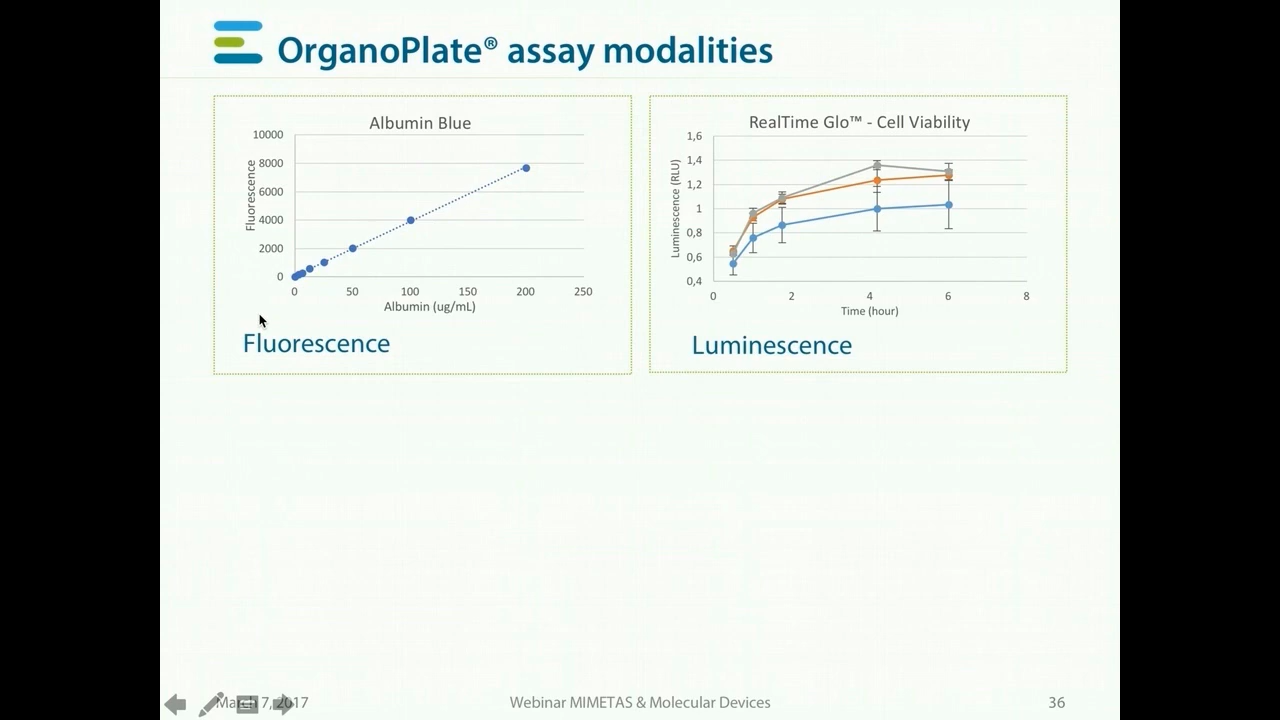 OrganoPlate® assay modalities
Albumin Blue
10000
8000
6000
4000
2000
0
Fluorescence
0 50 100 150 200 250
Albumin (ug/mL)
Fluorescence
RealTime Glo™ - Cell Viability
1,6
1,4
1,2
1
0,8
0,6
0,4
Luminescence (RLU)
0 2 4 6 8
Time (hour)
Luminescence
March 7, 2017
Webinar MIMETAS & Molecular Devices
36